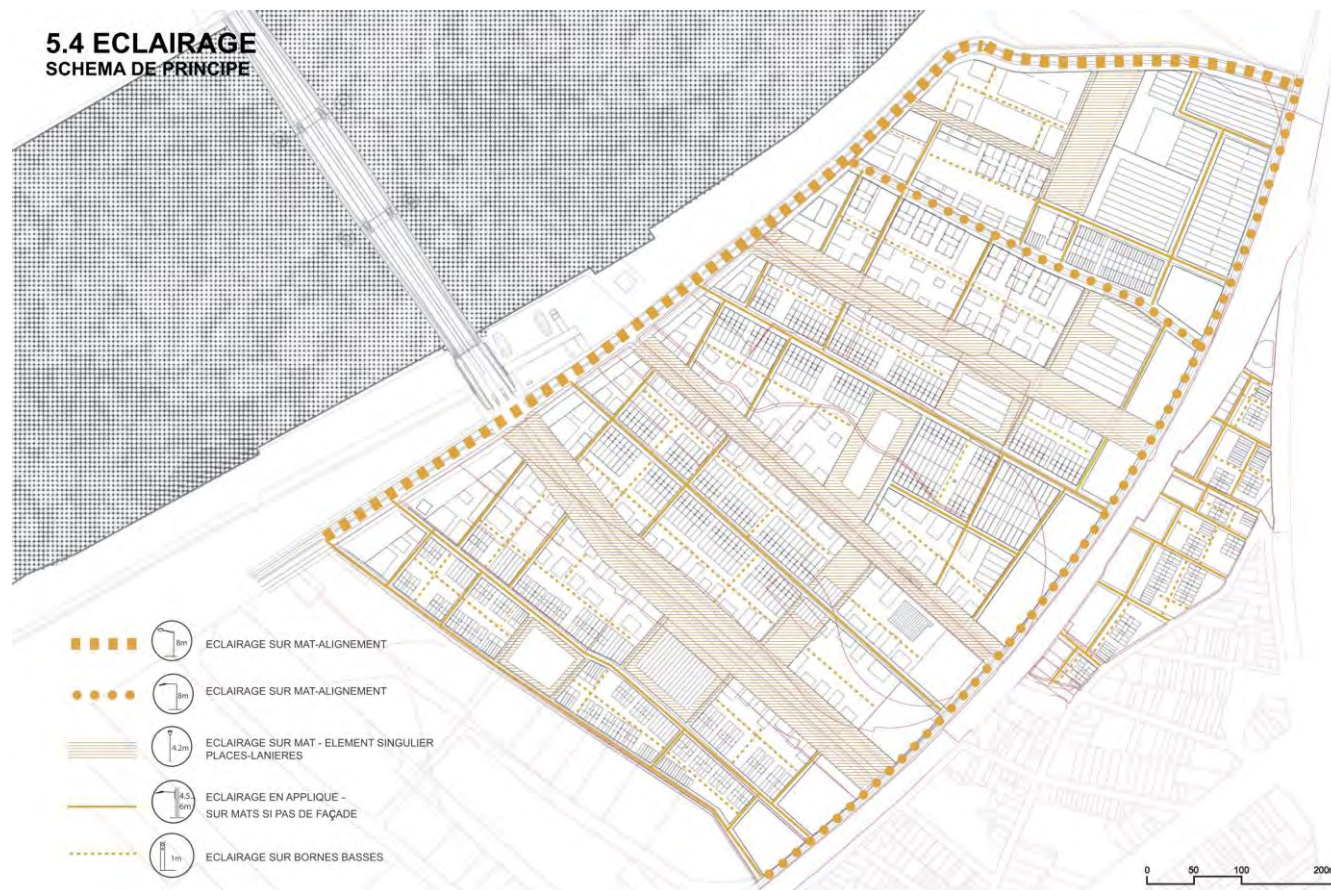 5.4 ECLAIRAGE
SCHEMA DE PRINCIPE
8m
ECLAIRAGE SUR MAT-ALIGNEMENT
8m
ECLAIRAGE SUR MAT-ALIGNEMENT
4.2m
ECLAIRAGE SUR MAT - ELEMENT SINGULIER
PLACES-LANIERES
4.5..
6m
ECLAIRAGE EN APPLIQUE -
SUR MATS SI PAS DE FAÇADE
1m
ECLAIRAGE SUR BORNES BASSES
0 50 100 200m